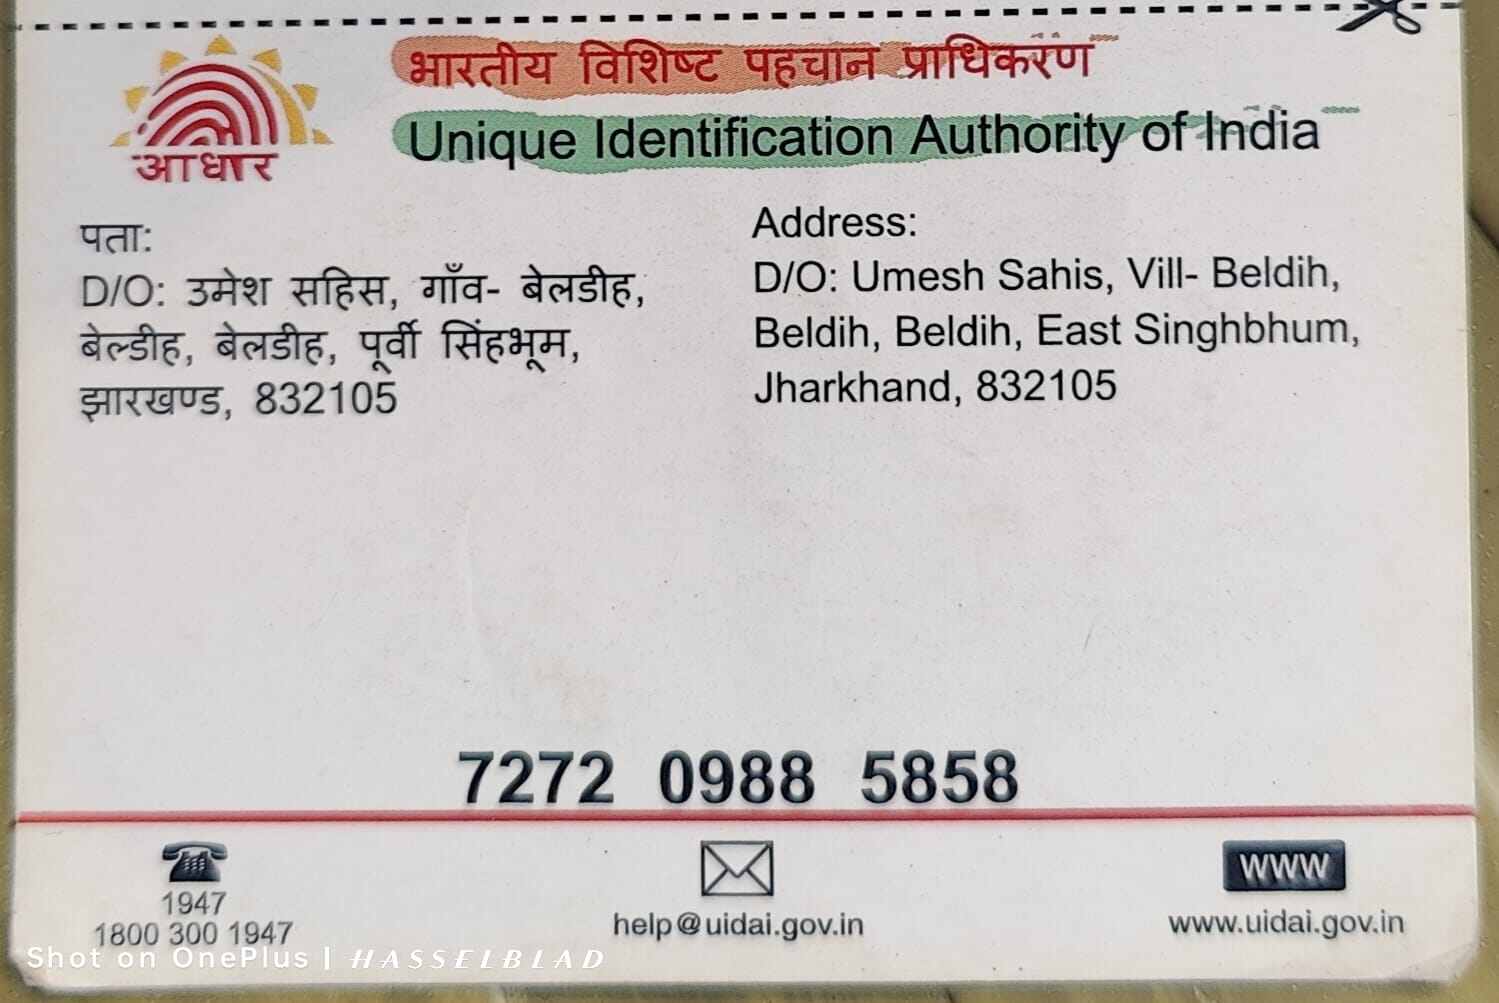 भारतीय विशिष्ट पहचान प्राधिकरण
Unique Identification Authority of India
आधार
पता:
D/O: उमेश सहिस, गाँव- बेलडीह,
बेल्डीह, बेलडीह, पूर्वी सिंहभूम,
झारखण्ड, 832105
Address:
D/O: Umesh Sahis, Vill- Beldih,
Beldih, Beldih, East Singhbhum,
Jharkhand, 832105
7272 0988 5858
1947
1800 300 1947
help@uidai.gov.in
WWW
www.uidai.gov.in
Shot on OnePlus | HASSELBLAD